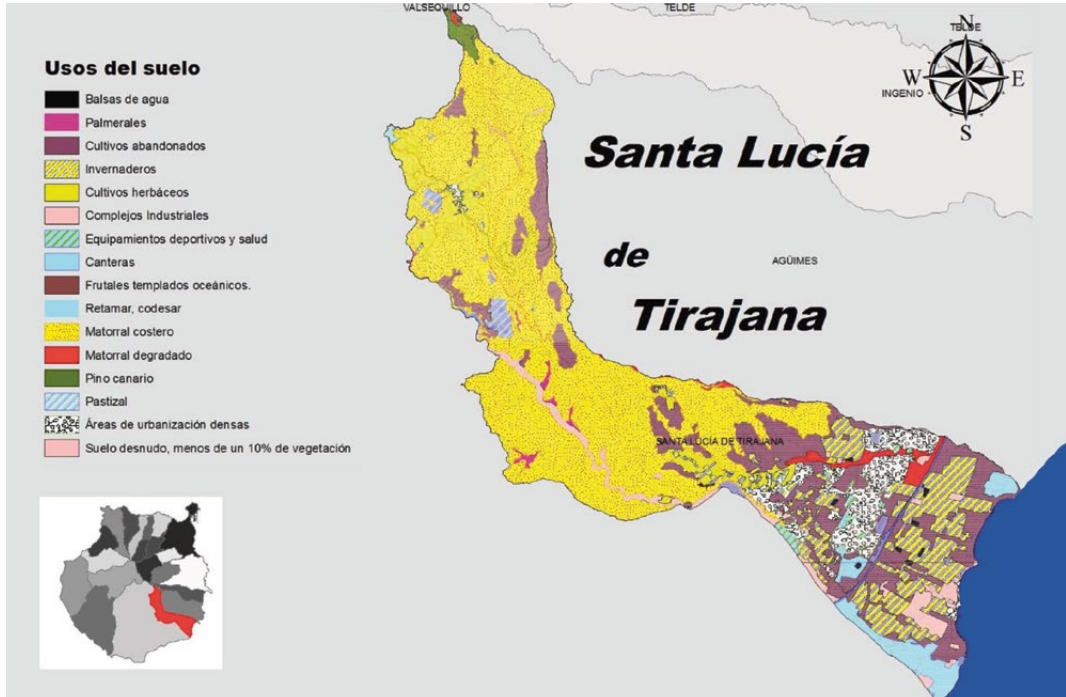 VALSEQUILLO
TELDE
N
TELDE
W
E
INGENIO
S
Usos del suelo
Balsas de agua
Palmerales
Cultivos abandonados
Invernaderos
Cultivos herbáceos
Complejos Industriales
Equipamientos deportivos y salud
Canteras
Frutales templados oceánicos.
Retamar, codesar
Matorral costero
Matorral degradado
Pino canario
Pastizal
Áreas de urbanización densas
Suelo desnudo, menos de un 10% de vegetación
Santa Lucía
de
AGÜIMES
Tirajana
SANTA LUCÍA DE TIRAJANA